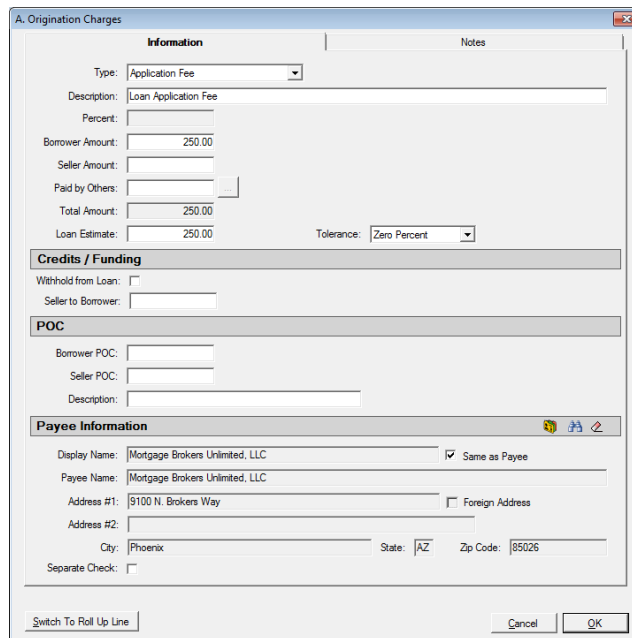 A. Origination Charges
Information
Notes
Type: Application Fee
Description: Loan Application Fee
Percent:
Borrower Amount: 250.00
Seller Amount:
Paid by Others: ...
Total Amount: 250.00
Loan Estimate: 250.00 Tolerance: Zero Percent
Credits / Funding
Withhold from Loan:
Seller to Borrower:
POC
Borrower POC:
Seller POC:
Description:
Payee Information
Display Name: Mortgage Brokers Unlimited, LLC Same as Payee
Payee Name: Mortgage Brokers Unlimited, LLC
Address #1: 9100 N. Brokers Way Foreign Address
Address #2:
City: Phoenix State: AZ Zip Code: 85026
Separate Check:
Switch To Roll Up Line Cancel OK